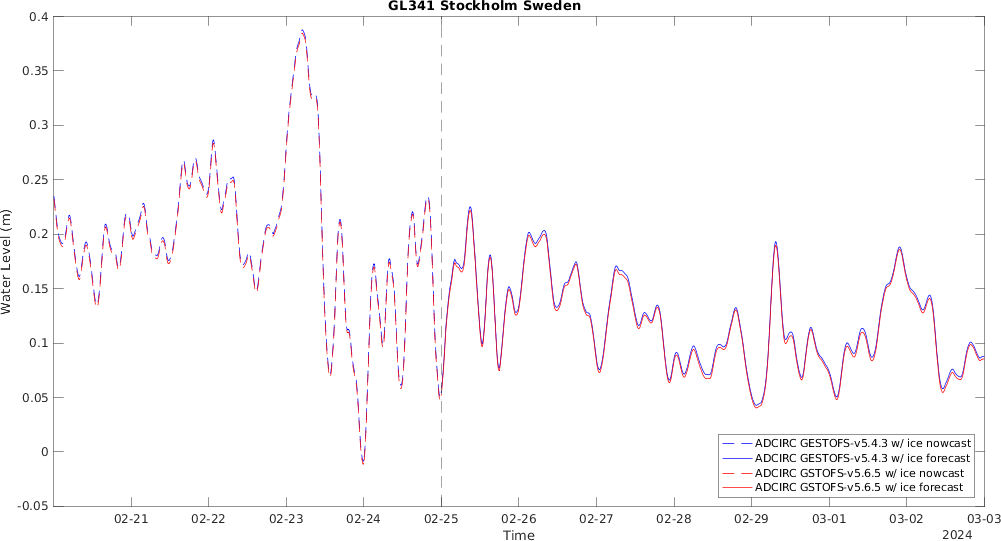 GL341 Stockholm Sweden
0.4
0.35
0.3
0.25
0.2
0.15
0.1
0.05
0
-0.05
Water Level (m)
02-21 02-22 02-23 02-24 02-25 02-26 02-27 02-28 02-29 03-01 03-02 03-03
Time
2024
ADCIRC GESTOFS-v5.4.3 w/ ice nowcast
ADCIRC GESTOFS-v5.4.3 w/ ice forecast
ADCIRC GSTOFS-v5.6.5 w/ ice nowcast
ADCIRC GSTOFS-v5.6.5 w/ ice forecast